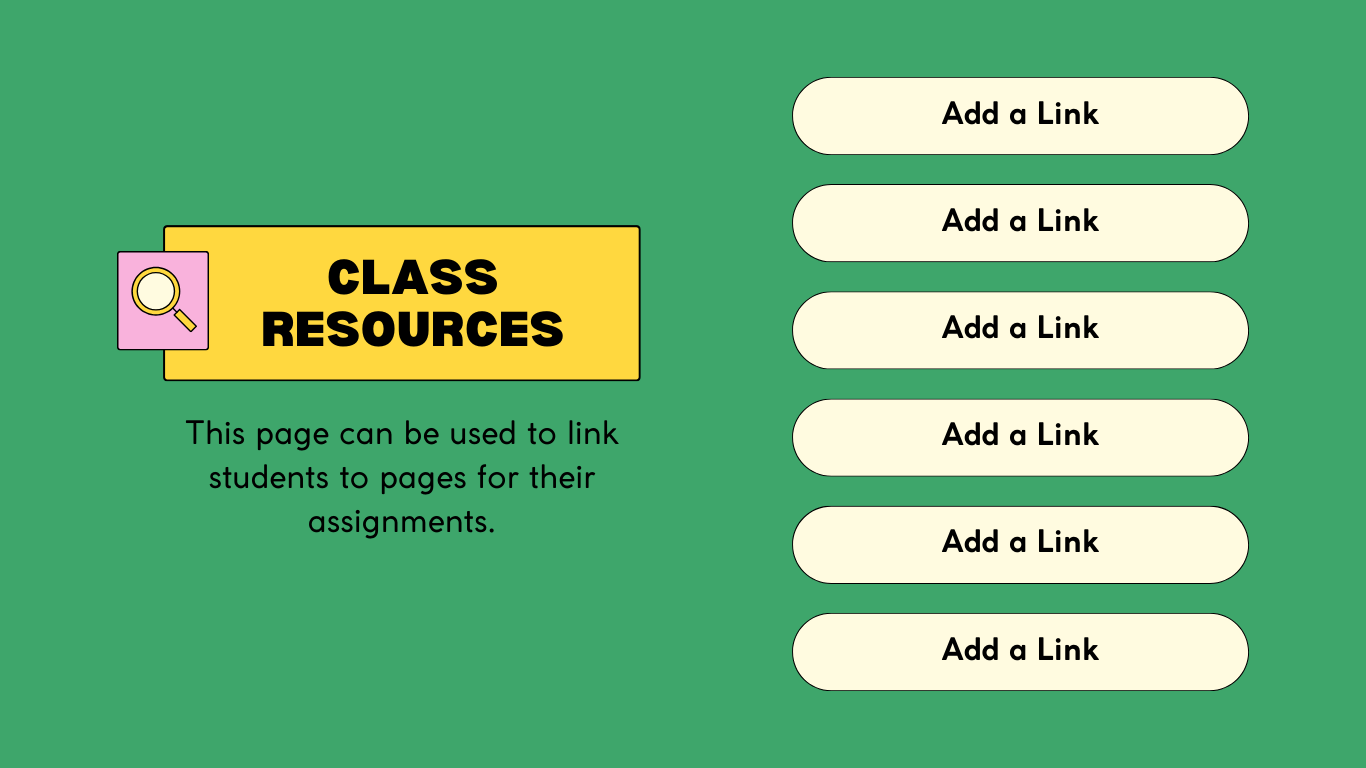 CLASS
RESOURCES
This page can be used to link
students to pages for their
assignments.
Add a Link
Add a Link
Add a Link
Add a Link
Add a Link
Add a Link